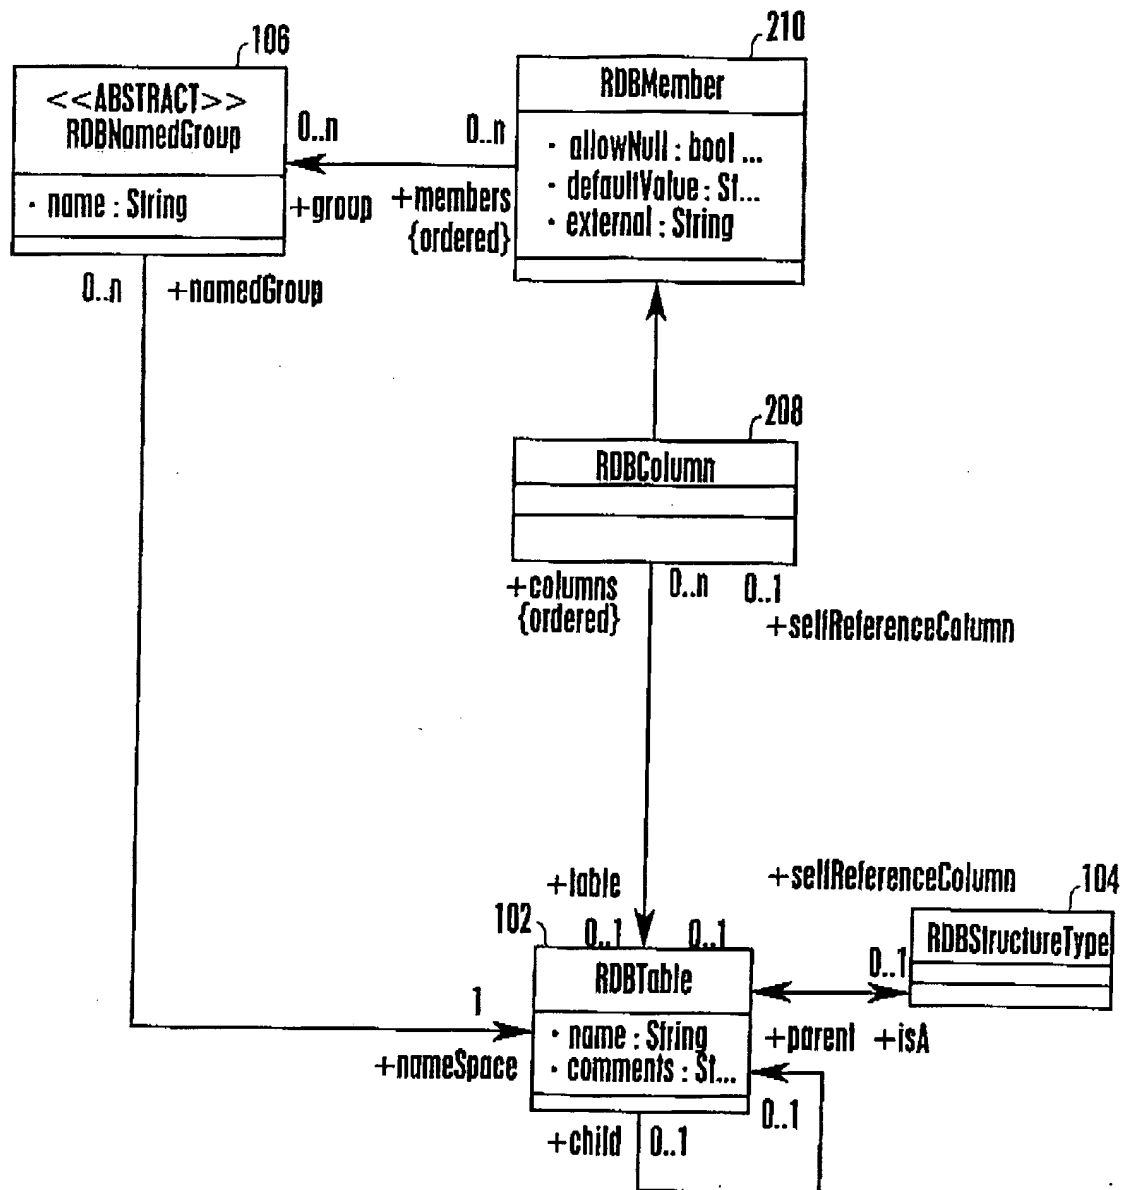 106
<<ABSTRACT>>
RDBNamedGroup
· name : String
0..n
+group
0..n
+members
{ordered}
210
RDBMember
· allowNull : bool ...
· defaultValue : St...
· external : String
0..n
+namedGroup
208
RDBColumn
+columns
{ordered}
0..n
0..1
+selfReferenceColumn
+table
0..1
0..1
102
RDBTable
· name : String
· comments : St...
+selfReferenceColumn
104
RDBStructureType
0..1
+parent
+isA
1
+nameSpace
0..1
+child
0..1